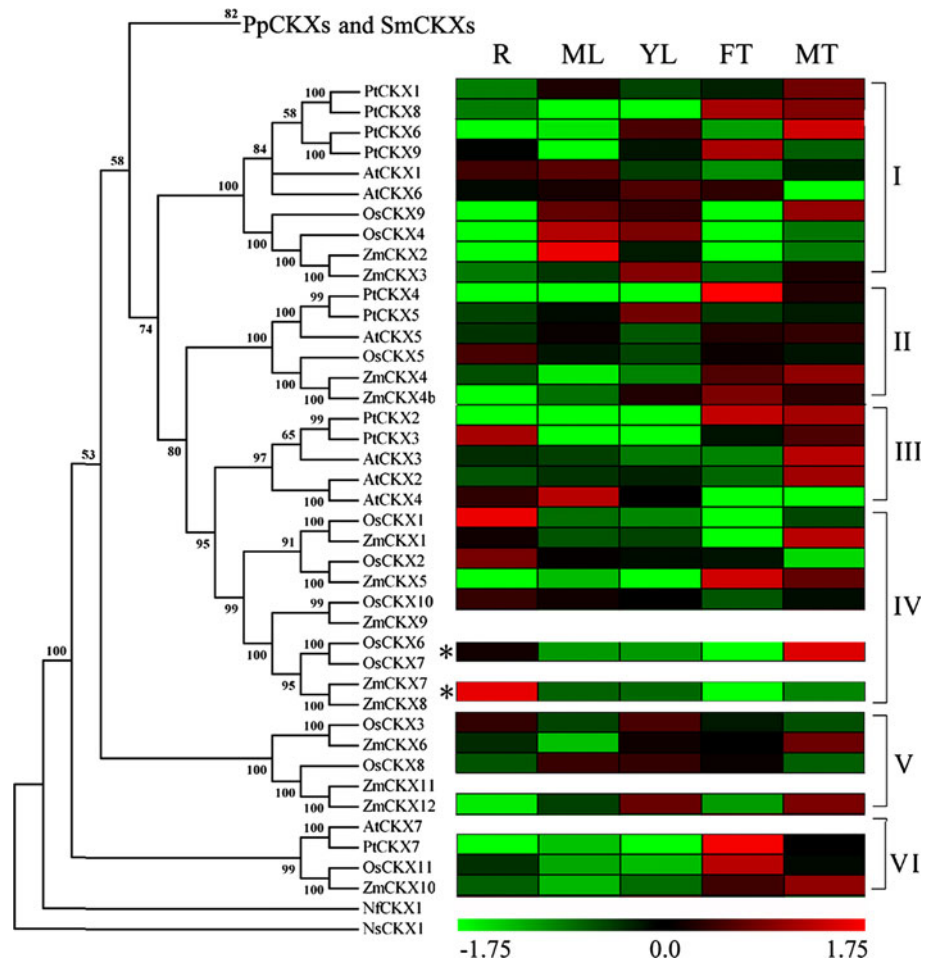 82
PpCKXs and SmCKXs
R ML YL FT MT
100 PtCKX1
58 PtCKX8
PtCKX6
84 100 PtCKX9
58 AtCKX1
100 AtCKX6
OsCKX9
100 OsCKX4
100 ZmCKX2
100 ZmCKX3
I
99 PtCKX4
100 PtCKX5
74 AtCKX5
100 OsCKX5
100 ZmCKX4
100 ZmCKX4b
II
99 PtCKX2
65 PtCKX3
53 80 97 AtCKX3
AtCKX2
100 AtCKX4
III
100 OsCKX1
95 91 ZmCKX1
OsCKX2
100 ZmCKX5
99 99 OsCKX10
ZmCKX9
100 100 OsCKX6 *
100 OsCKX7
95 ZmCKX7 *
100 ZmCKX8
IV
100 OsCKX3
ZmCKX6
100 OsCKX8
100 ZmCKX11
100 ZmCKX12
V
100 AtCKX7
PtCKX7
99 OsCKX11
100 ZmCKX10
VI
NfCKX1
NsCKX1
-1.75 0.0 1.75